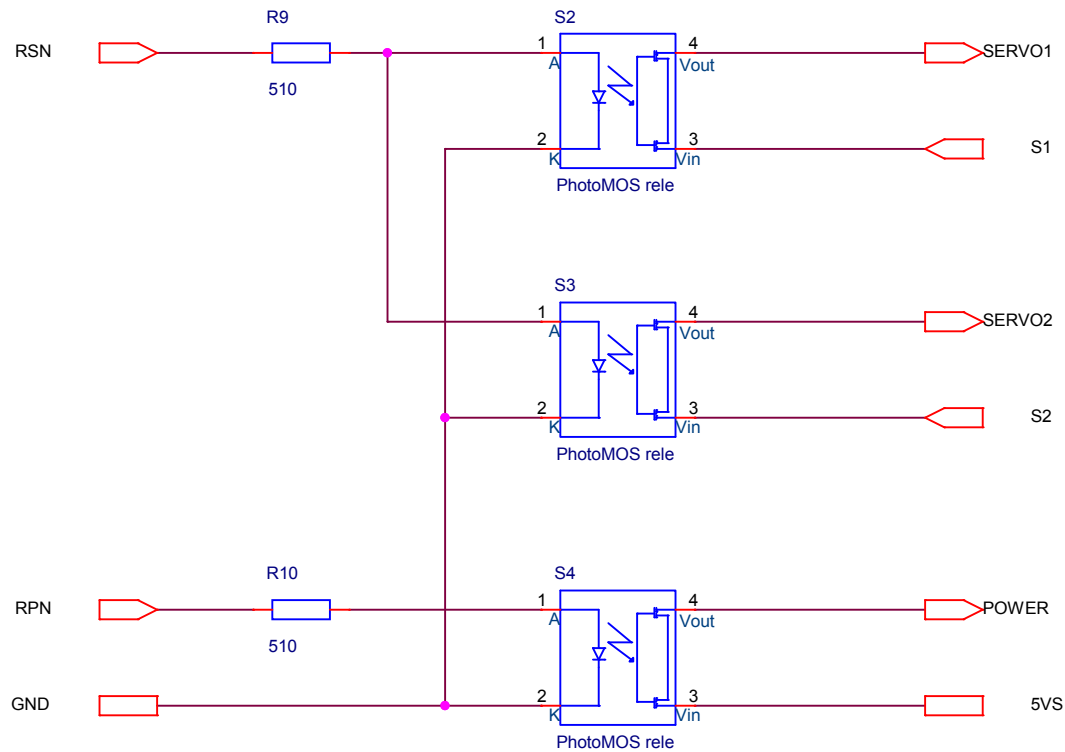 R9
S2
RSN
1
4
SERVO1
A
Vout
510
2
3
S1
K
Vin
PhotoMOS rele
S3
1
4
SERVO2
A
Vout
2
3
S2
K
Vin
PhotoMOS rele
R10
S4
RPN
1
4
POWER
A
Vout
510
GND
2
3
5VS
K
Vin
PhotoMOS rele